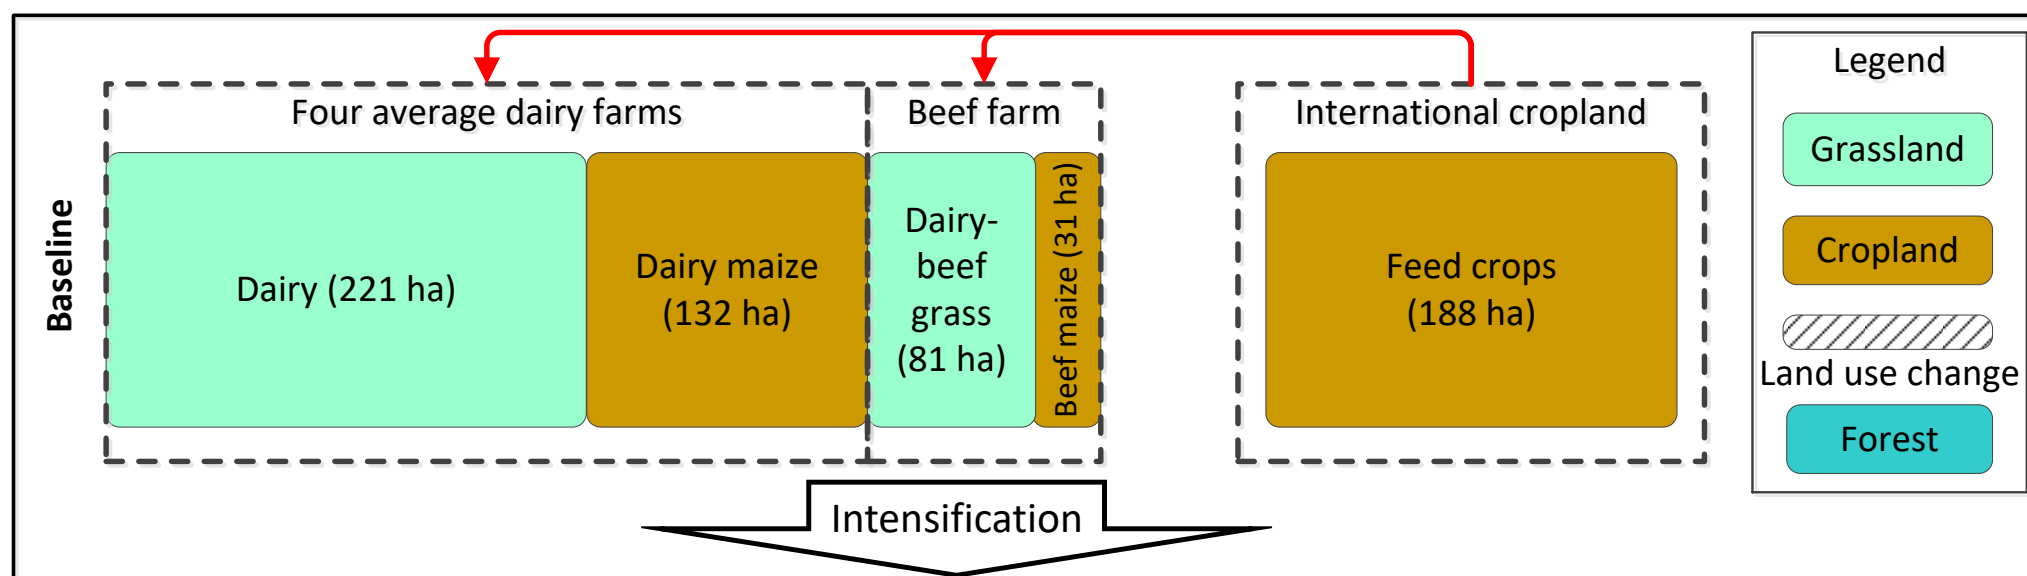 Four average dairy farms
Beef farm
International cropland
Legend
Baseline
Dairy (221 ha)
Dairy maize
(132 ha)
Dairy-
beef
grass
(81 ha)
Beef maize (31 ha)
Feed crops
(188 ha)
Grassland
Cropland
Land use change
Forest
Intensification